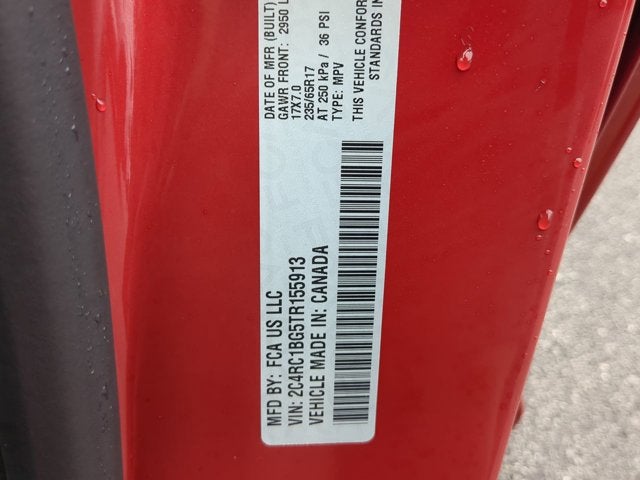 MFD BY: FCA US LLC
VIN: 2C4RC1BG5TR155913
VEHICLE MADE IN: CANADA
DATE OF MFR (BUILT)
GAWR FRONT: 2950 L
17X7.0
235/65R17
AT 250 kPa / 36 PSI
TYPE: MPV
THIS VEHICLE CONFOR
STANDARDS IN